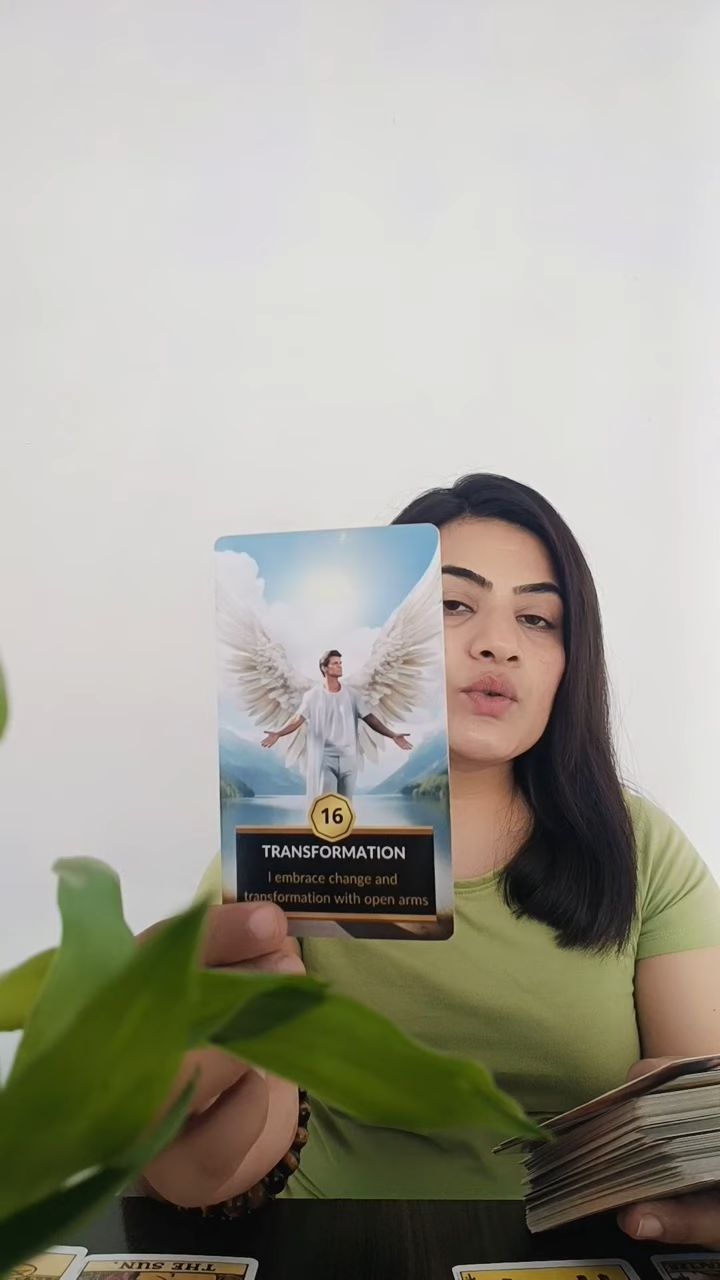 16
TRANSFORMATION
I embrace change and
transformation with open arms
THE SUN.